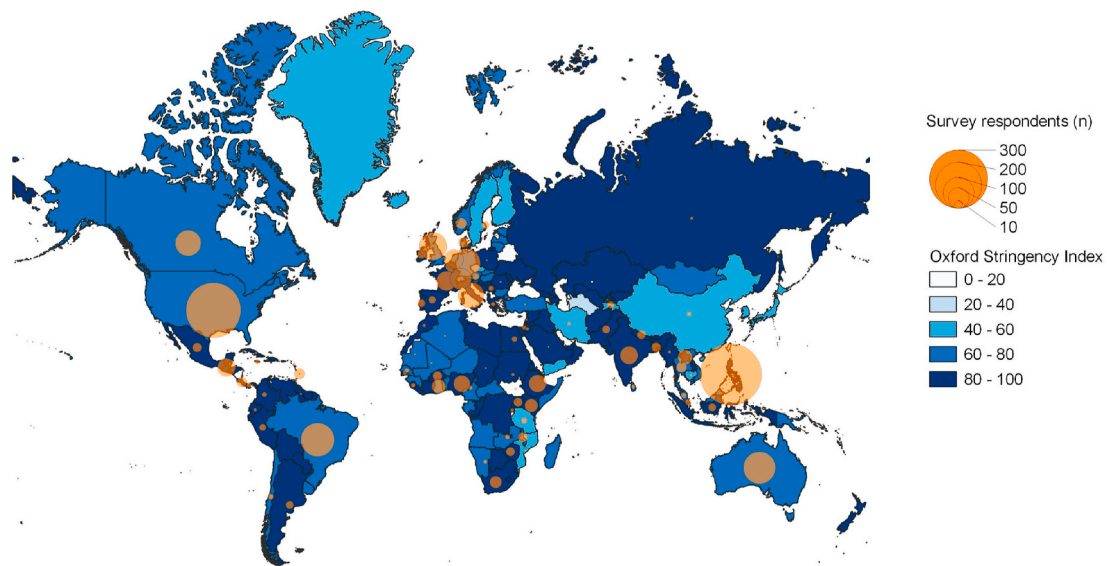 Survey respondents (n)
300
200
100
50
10
Oxford Stringency Index
0 - 20
20 - 40
40 - 60
60 - 80
80 - 100